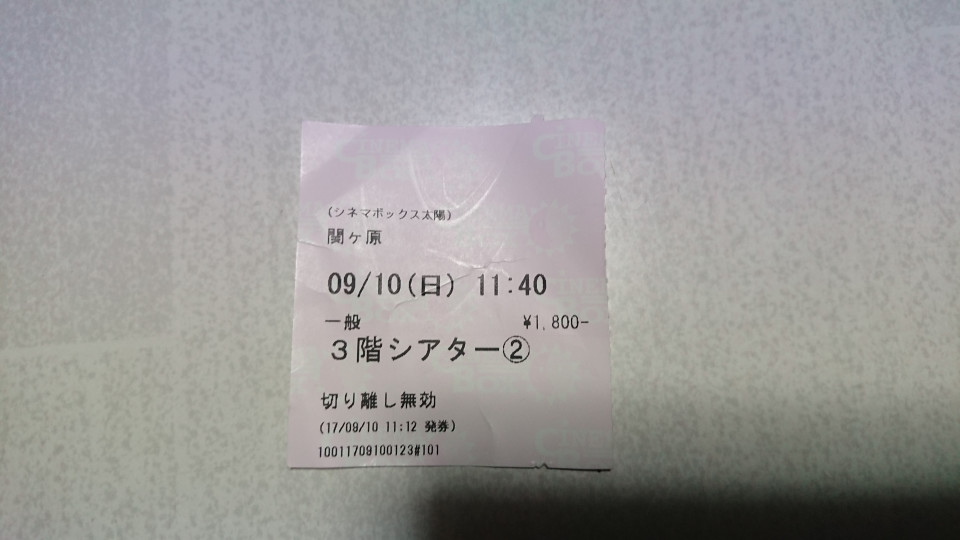 (シネマボックス太陽)
関ヶ原
09/10(日) 11:40
一般 ¥1,800-
3階シアター②
切り離し無効
(17/09/10 11:12 発券)
10011709100123#101